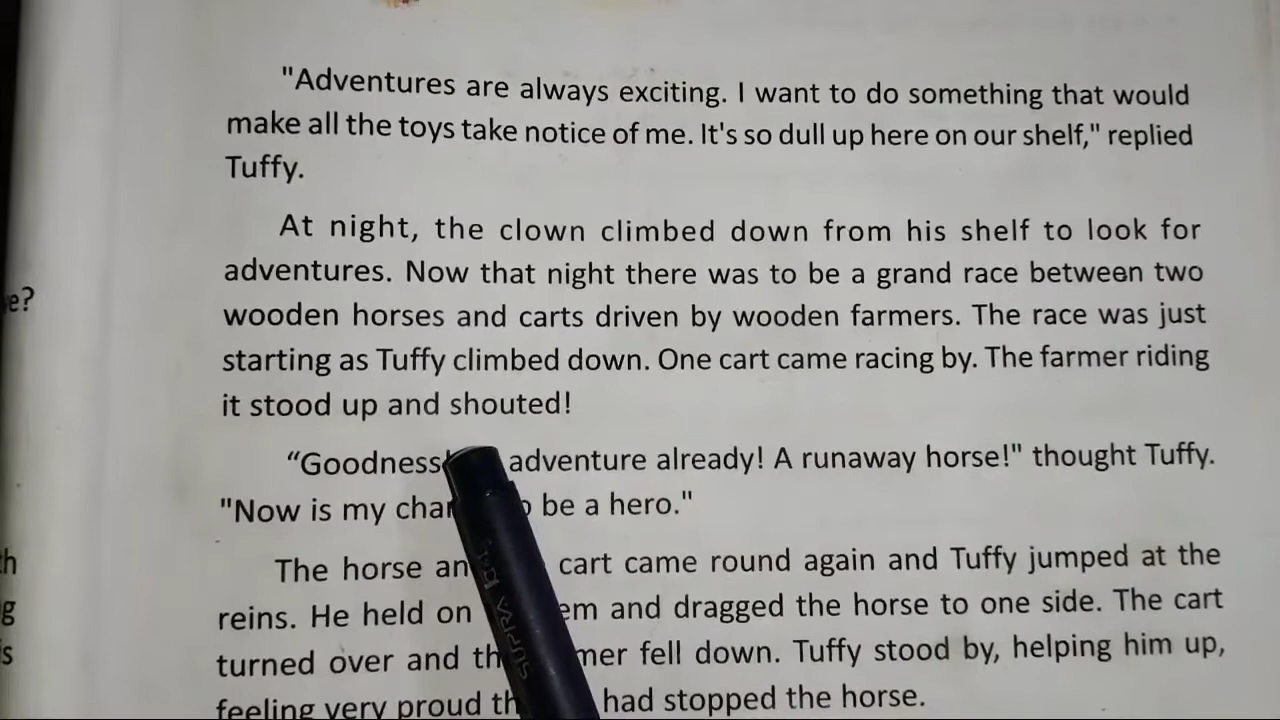 "Adventures are always exciting. I want to do something that would
make all the toys take notice of me. It's so dull up here on our shelf," replied
Tuffy.
At night, the clown climbed down from his shelf to look for
adventures. Now that night there was to be a grand race between two
wooden horses and carts driven by wooden farmers. The race was just
starting as Tuffy climbed down. One cart came racing by. The farmer riding
it stood up and shouted!
“Goodness adventure already! A runaway horse!" thought Tuffy.
"Now is my be a hero."
The horse cart came round again and Tuffy jumped at the
reins. He held on and dragged the horse to one side. The cart
turned over and fell down. Tuffy stood by, helping him up,
feeling very proud had stopped the horse.
SUPRA